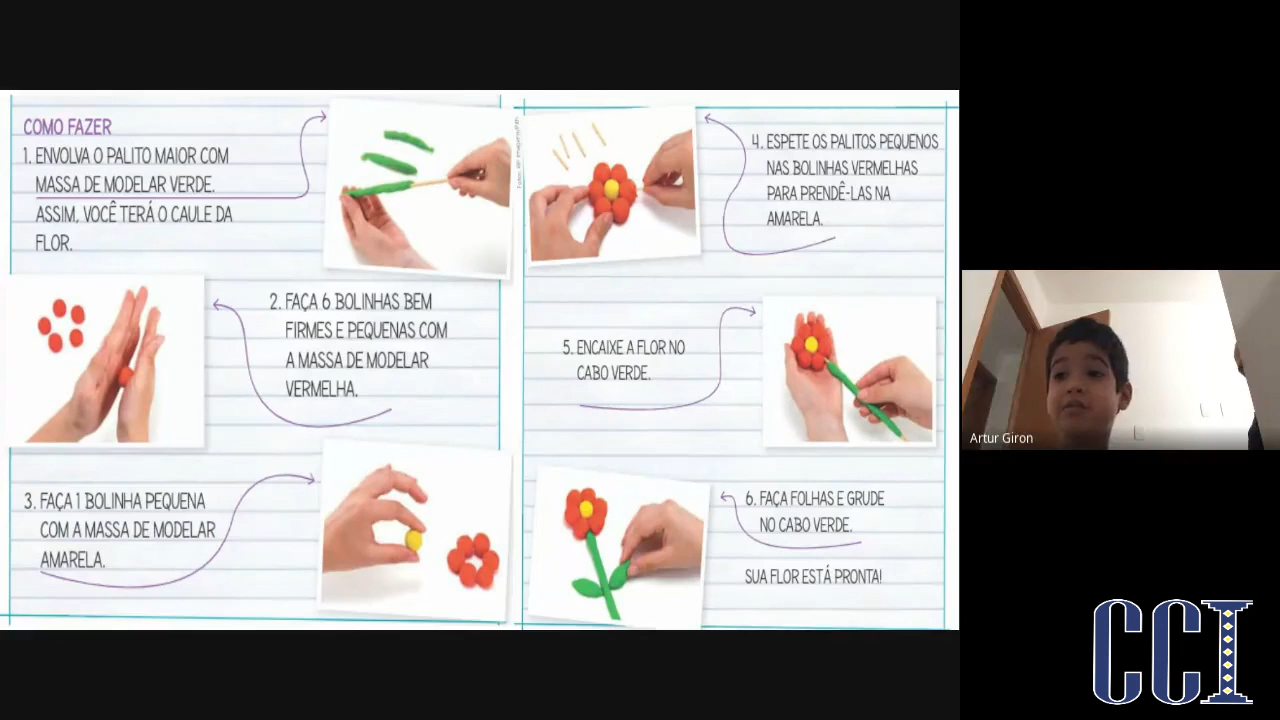 COMO FAZER
1. ENVOLVA O PALITO MAIOR COM
MASSA DE MODELAR VERDE.
ASSIM, VOCÊ TERÁ O CAULE DA
FLOR.
2. FAÇA 6 BOLINHAS BEM
FIRMES E PEQUENAS COM
A MASSA DE MODELAR
VERMELHA.
3. FAÇA 1 BOLINHA PEQUENA
COM A MASSA DE MODELAR
AMARELA.
4. ESPETE OS PALITOS PEQUENOS
NAS BOLINHAS VERMELHAS
PARA PRENDÊ-LAS NA
AMARELA.
5. ENCAIXE A FLOR NO
CABO VERDE.
6. FAÇA FOLHAS E GRUDE
NO CABO VERDE.
SUA FLOR ESTÁ PRONTA!
Artur Giron
CCI